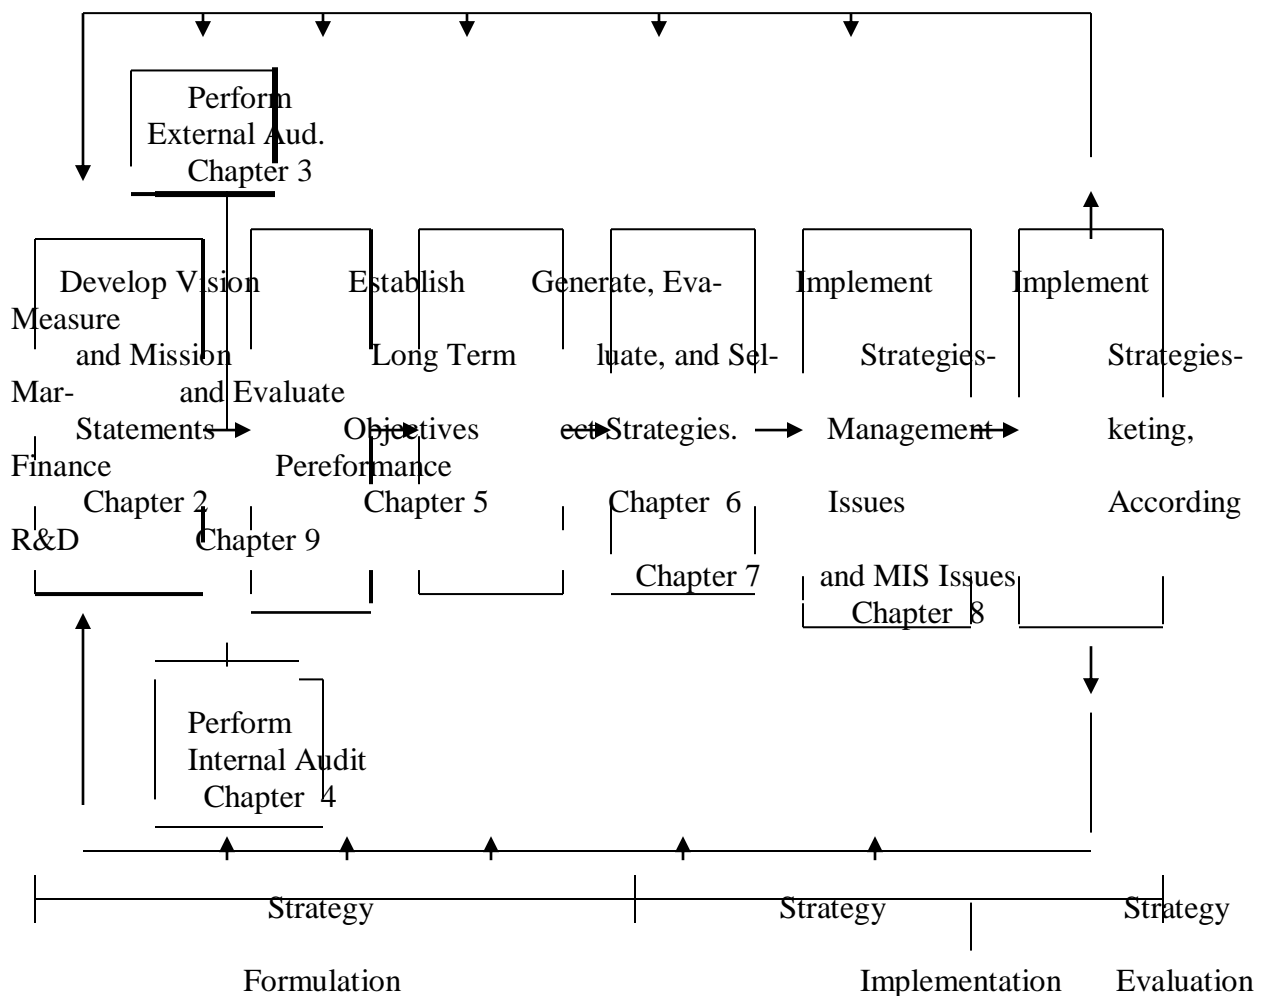 Perform
External Aud.
Chapter 3
Develop Vision Establish Generate, Eva- Implement Implement
Measure
and Mission Long Term luate, and Sel- Strategies- Strategies-
Mar- and Evaluate
Statements Objectives ect Strategies. Management keting,
Finance Pereformance
Chapter 2 Chapter 5 Chapter 6 Issues According
R&D Chapter 9
Chapter 7 and MIS Issues
Chapter 8
Perform
Internal Audit
Chapter 4
Strategy Strategy Strategy
Formulation Implementation Evaluation